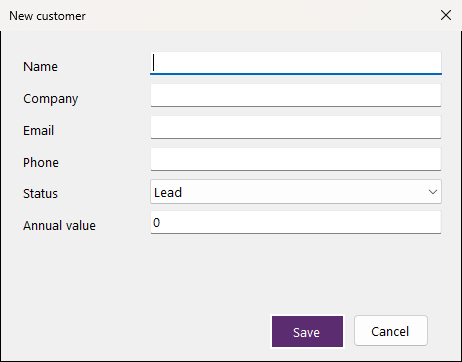 New customer
Name
Company
Email
Phone
Status Lead
Annual value 0
Save Cancel